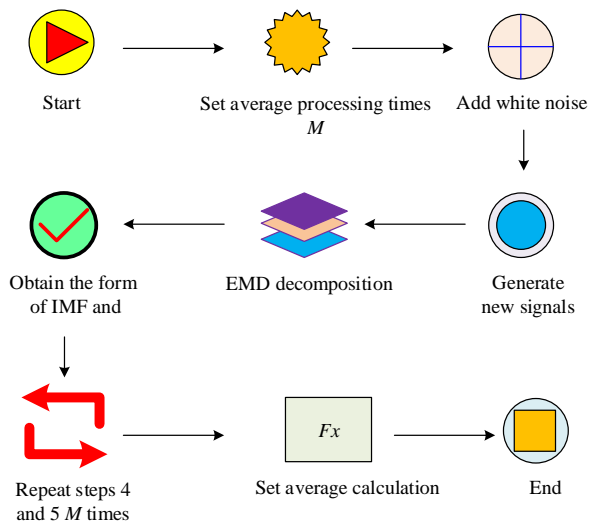 Start
Set average processing times
M
Add white noise
Obtain the form
of IMF and
EMD decomposition
Generate
new signals
Repeat steps 4
and 5 M times
Fx
Set average calculation
End